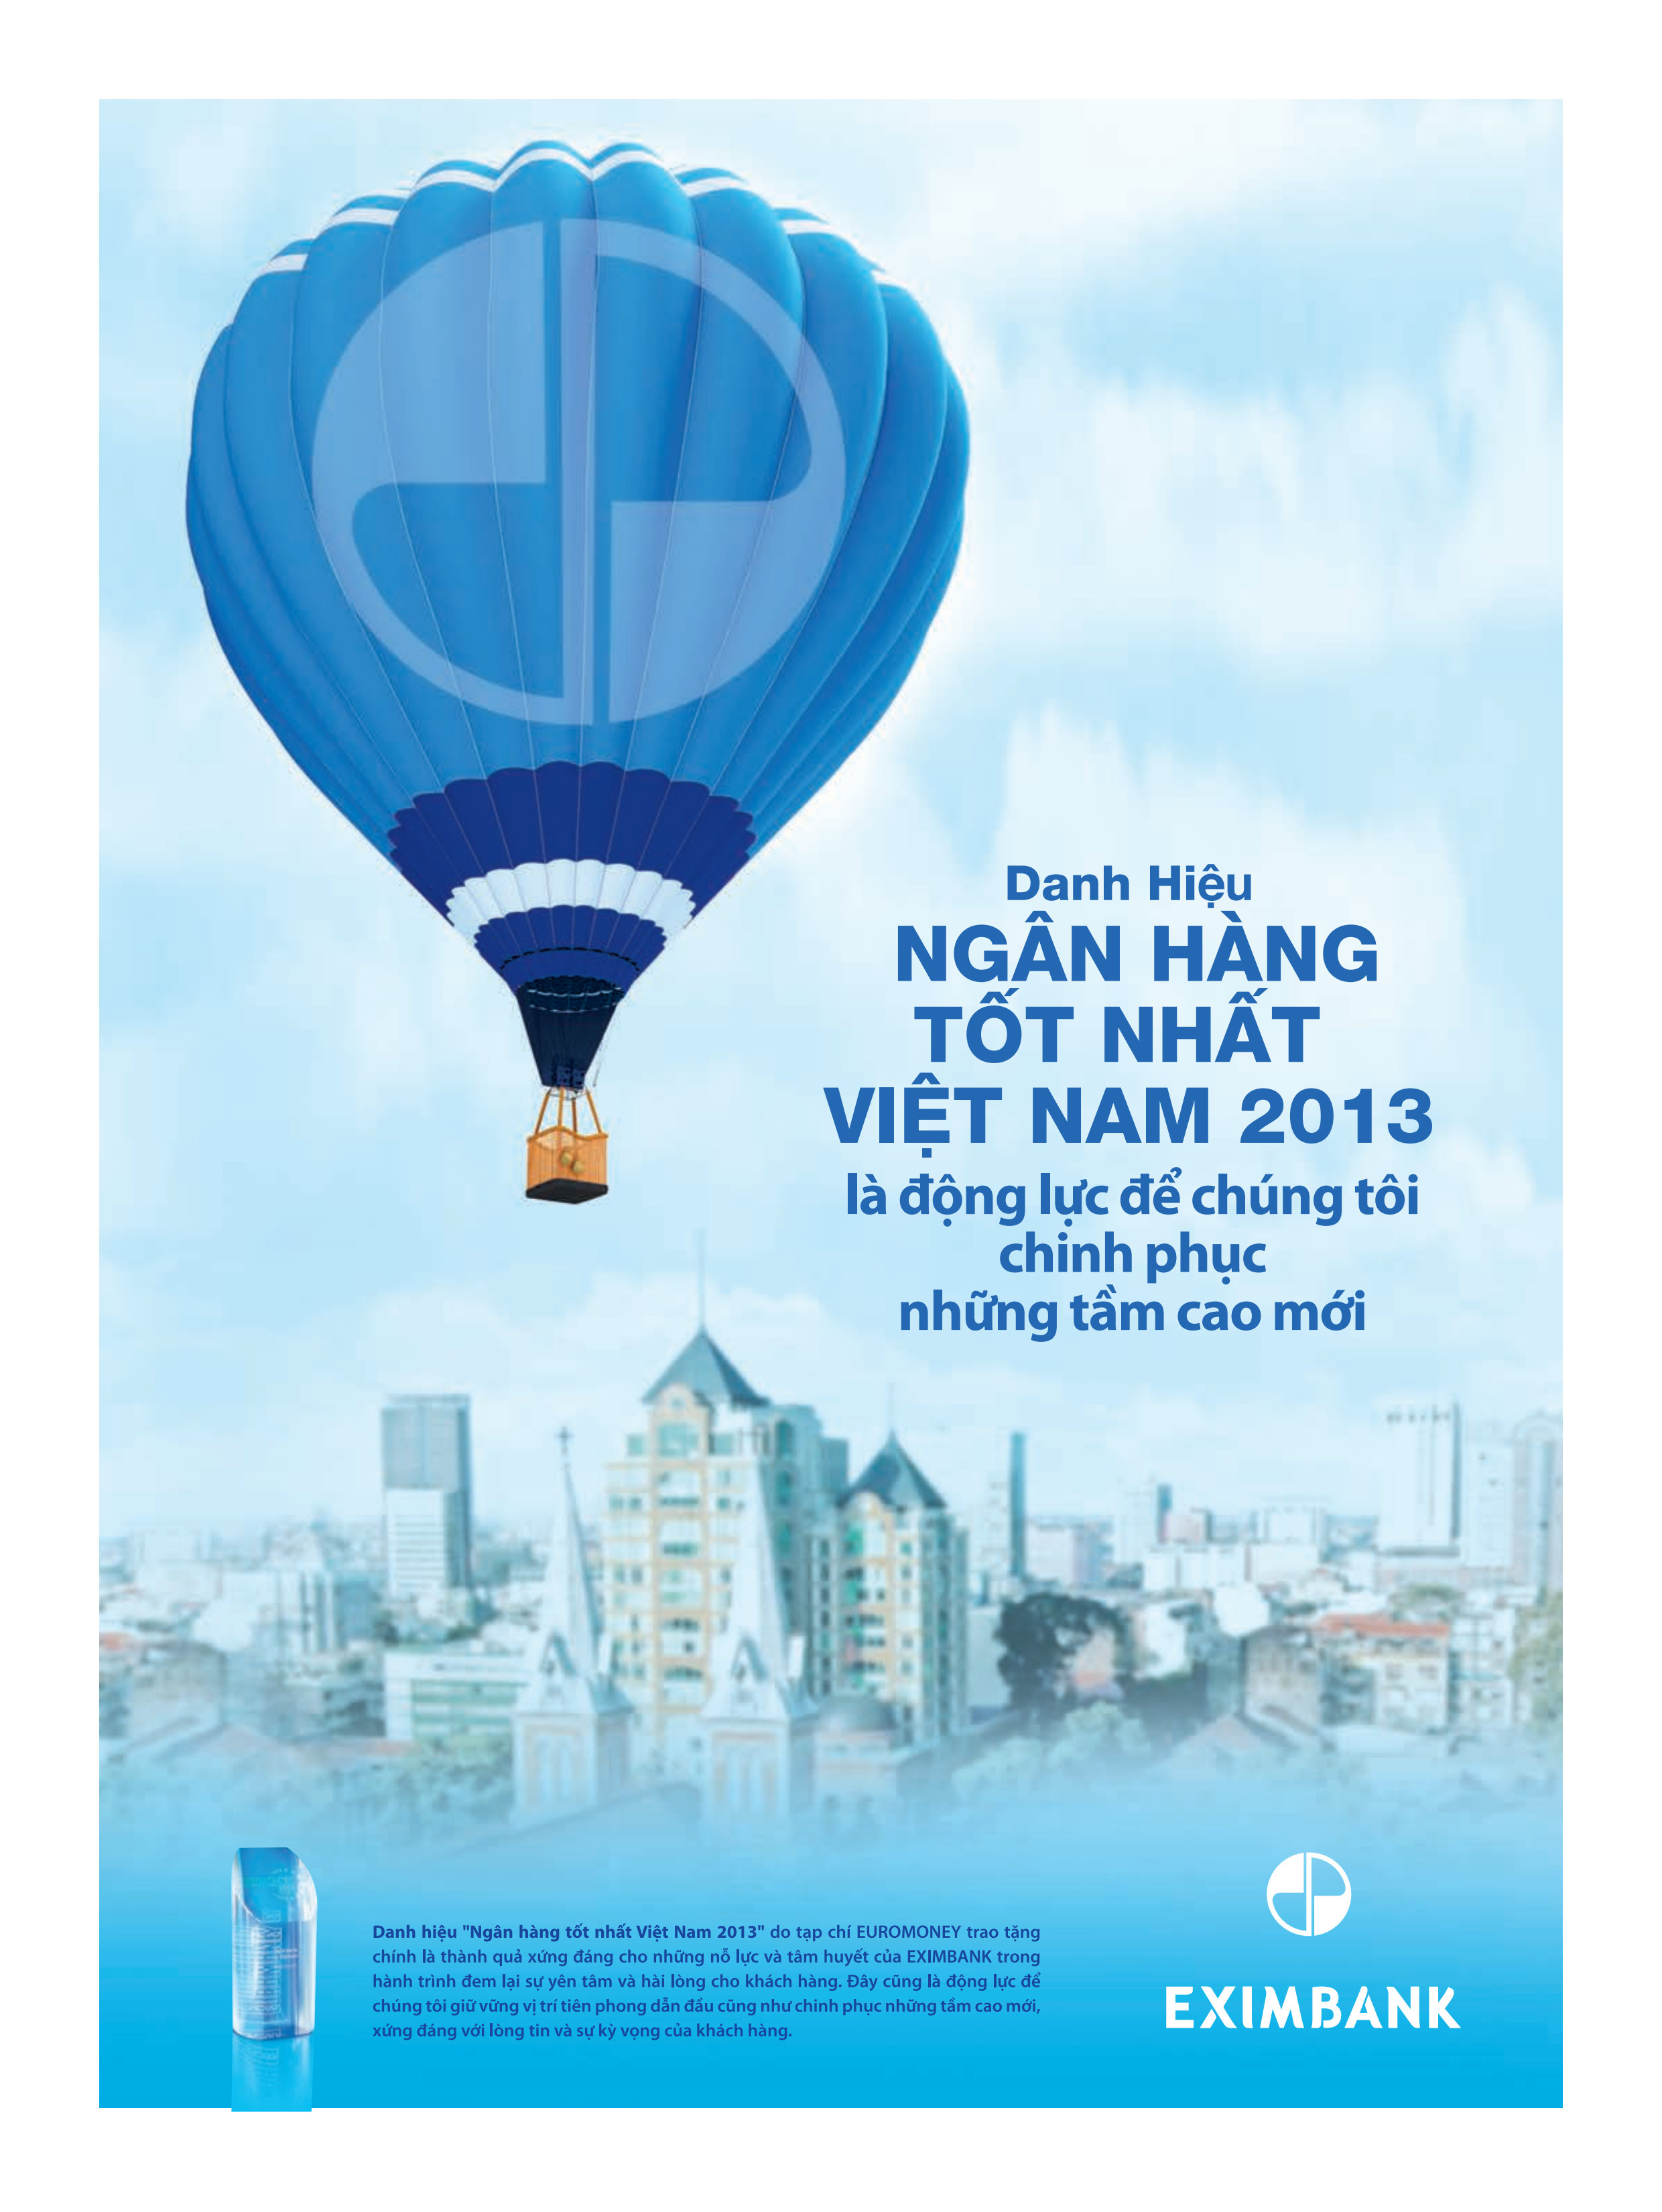 Danh Hiệu
NGÂN HÀNG
TỐT NHẤT
VIỆT NAM 2013
là động lực để chúng tôi
chinh phục
những tầm cao mới
Danh hiệu "Ngân hàng tốt nhất Việt Nam 2013" do tạp chí EUROMONEY trao tặng
chính là thành quả xứng đáng cho những nỗ lực và tâm huyết của EXIMBANK trong
hành trình đem lại sự yên tâm và hài lòng cho khách hàng. Đây cũng là động lực để
chúng tôi giữ vững vị trí tiên phong dẫn đầu cũng như chinh phục những tầm cao mới,
xứng đáng với lòng tin và sự kỳ vọng của khách hàng.
EXIMBANK